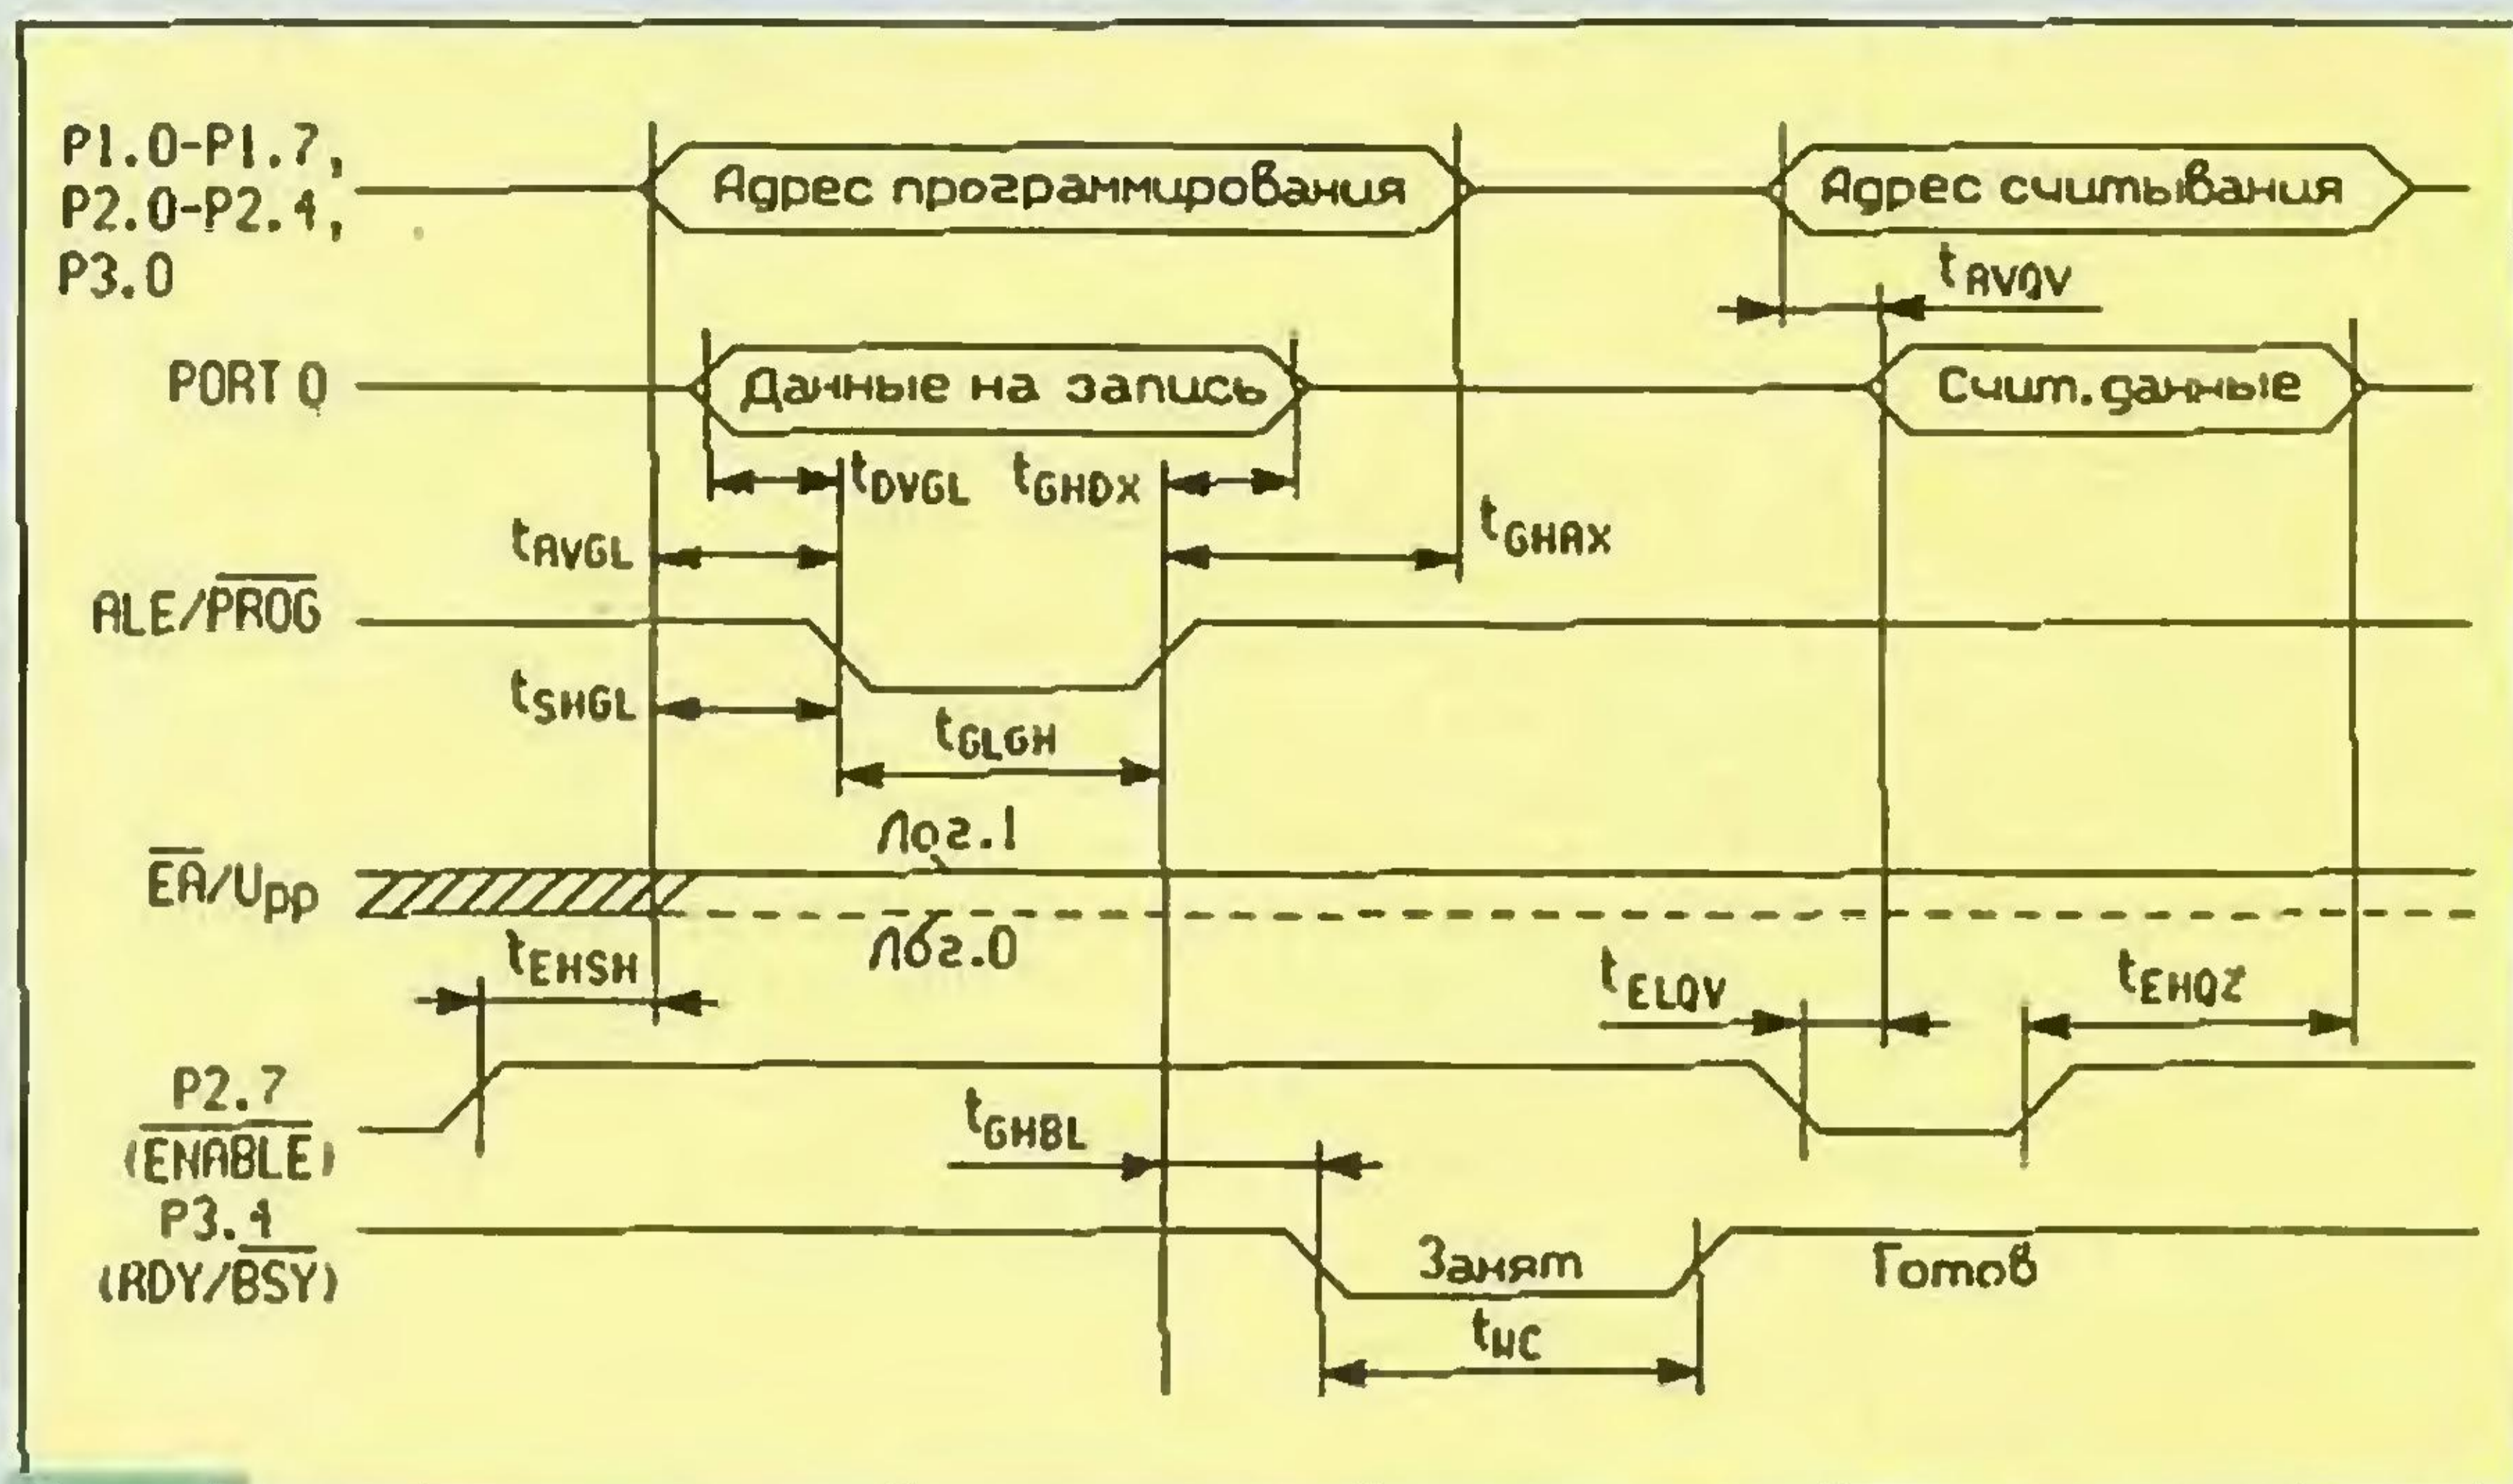 P1.0-P1.7,
P2.0-P2.4,
P3.0
Адрес программирования
Адрес считывания
tAVQV
PORT 0
Данные на запись
Счит. данные
tDVGL
tGHDX
tAVGL
tGHAX
ALE/PROG
tSHGL
tGLGH
Лог.1
EA/Upp
Лог.0
tEHSH
tELQV
tEHQZ
P2.7
(ENABLE)
tGHBL
P3.4
(RDY/BSY)
Занят
Готов
tWC